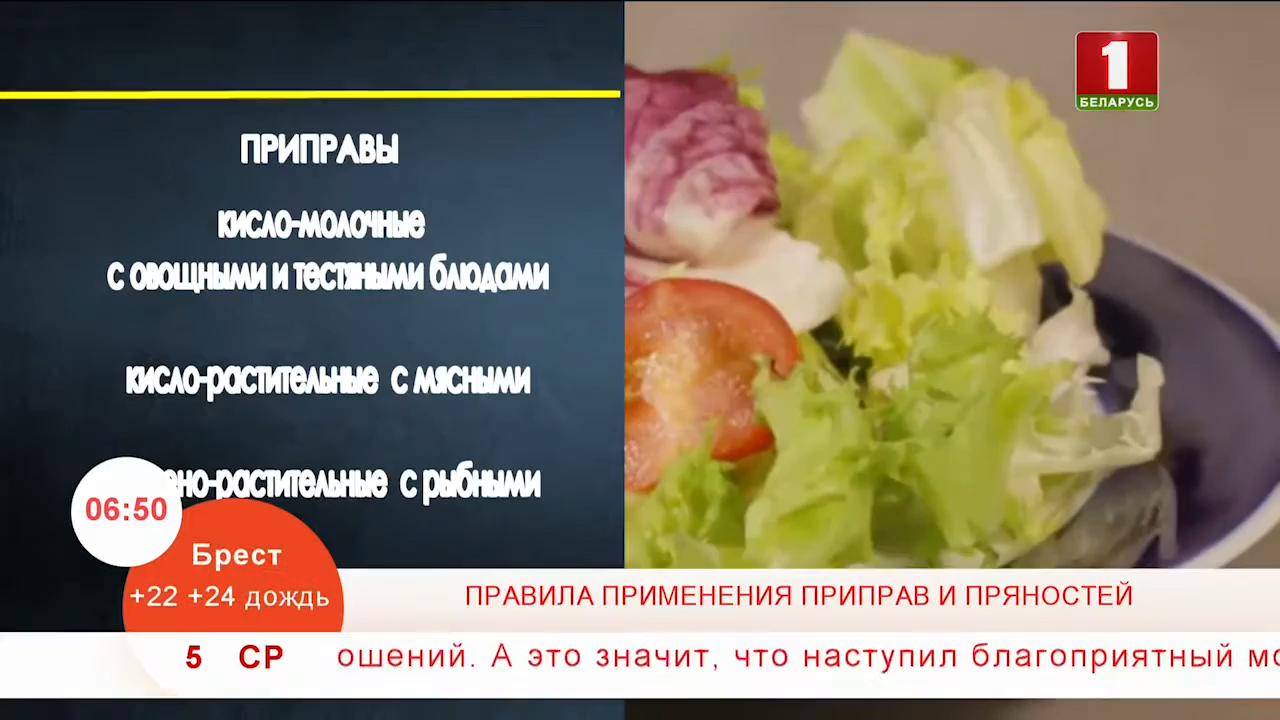 1
БЕЛАРУСЬ
ПРИПРАВЫ
кисло-молочные
с овощными и тестяными блюдами
кисло-растительные с мясными
ено-растительные с рыбными
06:50
Брест
+22 +24 дождь
ПРАВИЛА ПРИМЕНЕНИЯ ПРИПРАВ И ПРЯНОСТЕЙ
5 СР
ошений. А это значит, что наступил благоприятный мо